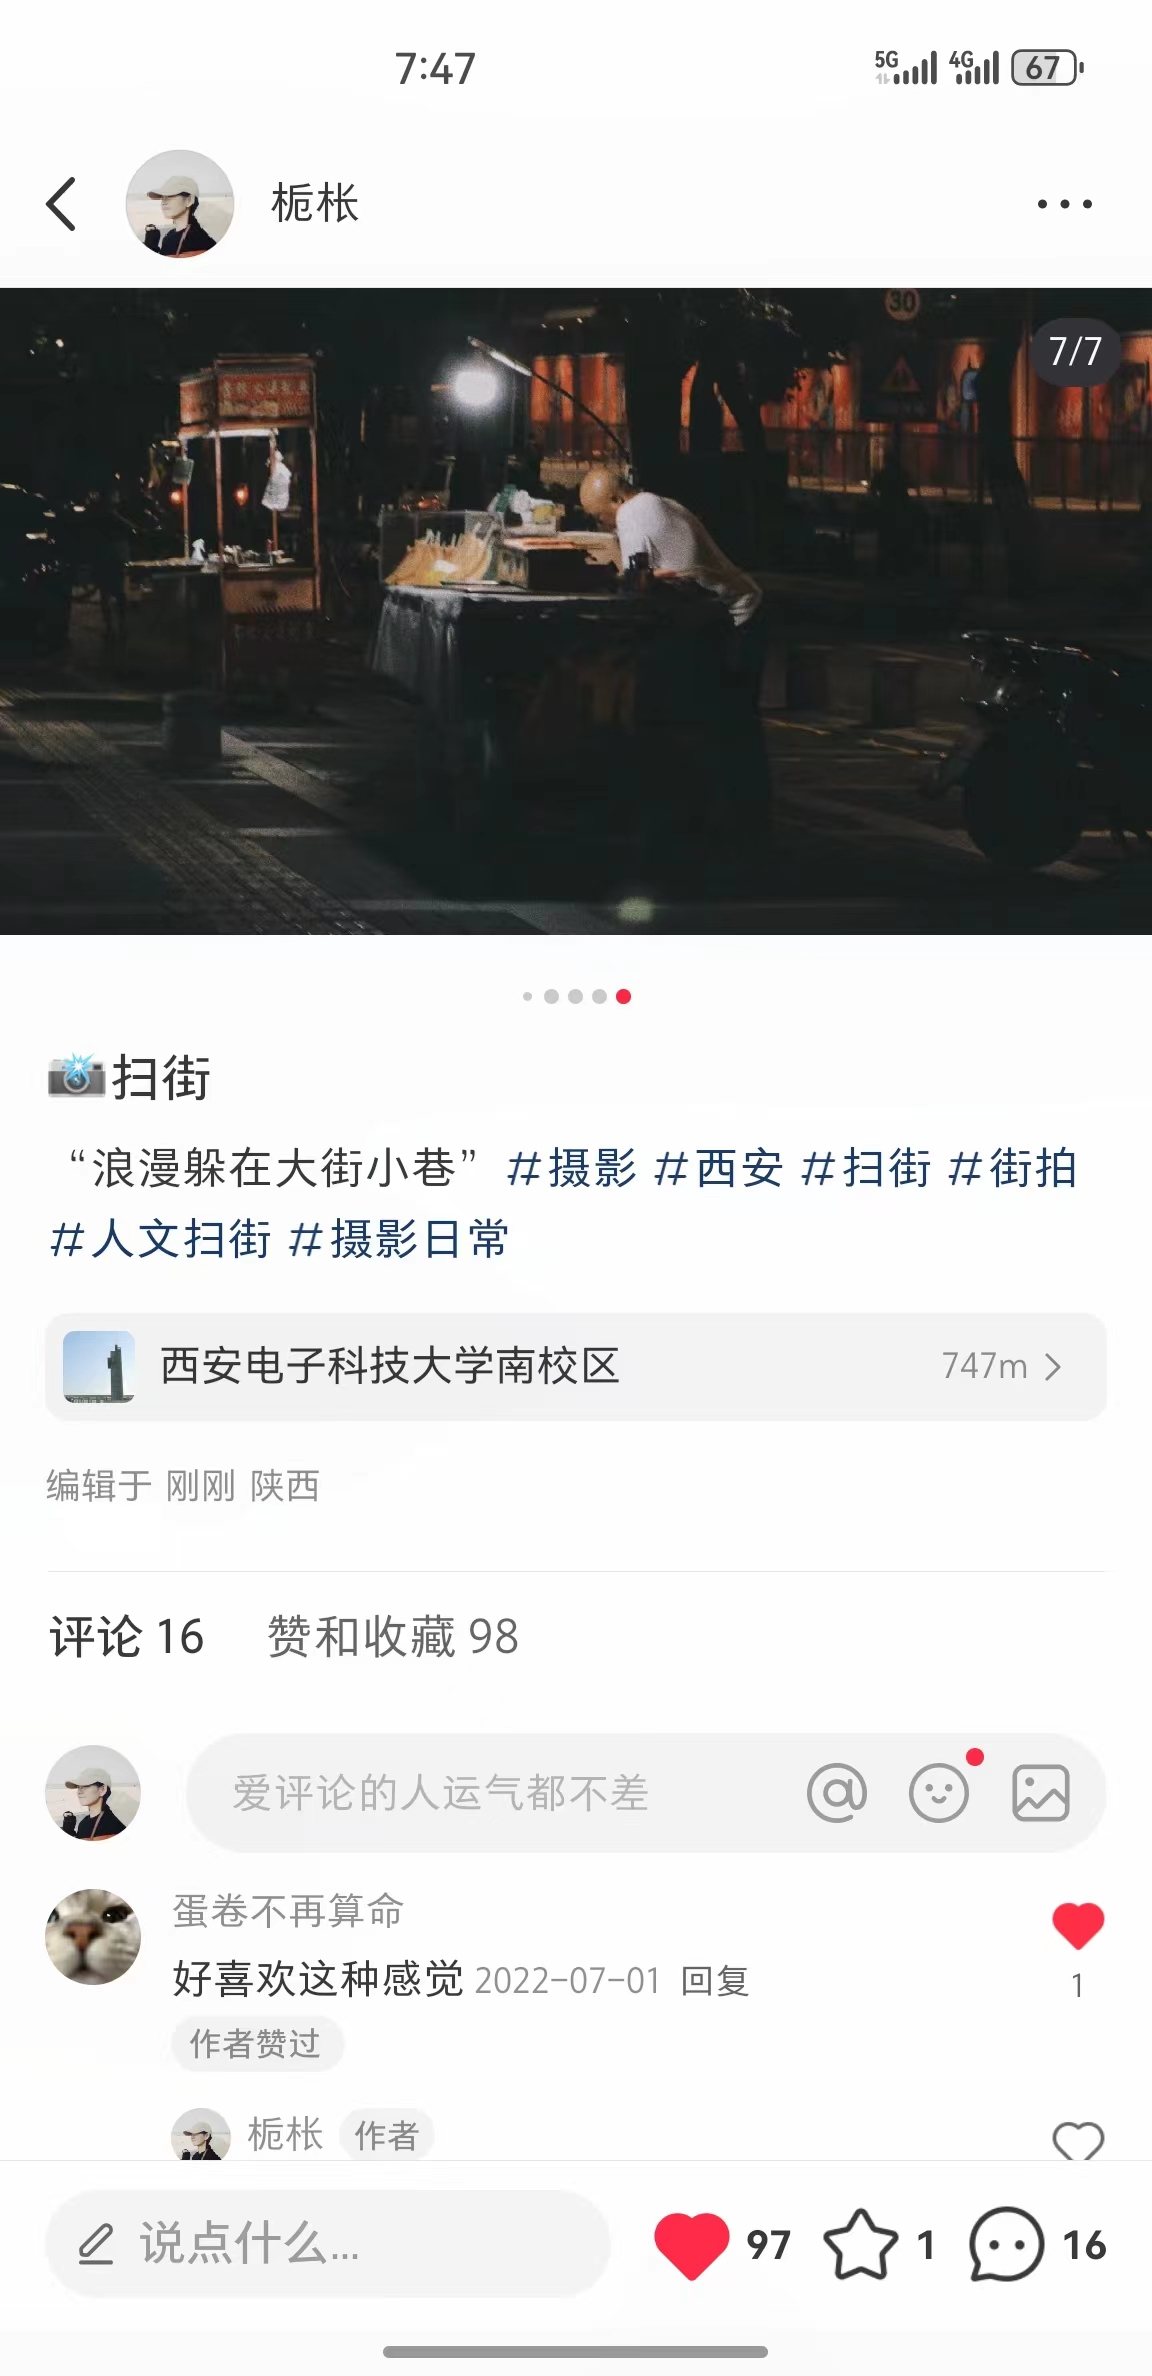 7:47
5G 4G 67
栀枨
30
7/7
扫街
“浪漫躲在大街小巷” #摄影 #西安 #扫街 #街拍
#人文扫街 #摄影日常
西安电子科技大学南校区 747m
编辑于 刚刚 陕西
评论 16 赞和收藏 98
爱评论的人运气都不差
蛋卷不再算命
好喜欢这种感觉 2022-07-01 回复
1
作者赞过
栀枨 作者
说点什么... 97 1 16